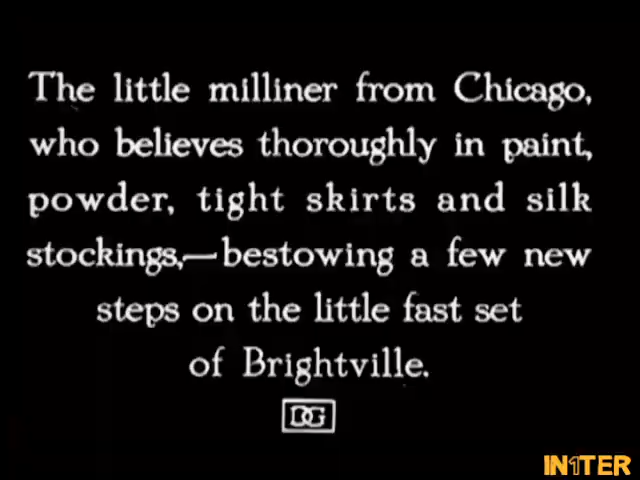 The little milliner from Chicago,
who believes thoroughly in paint,
powder, tight skirts and silk
stockings,—bestowing a few new
steps on the little fast set
of Brightville.
DG
IN1TER